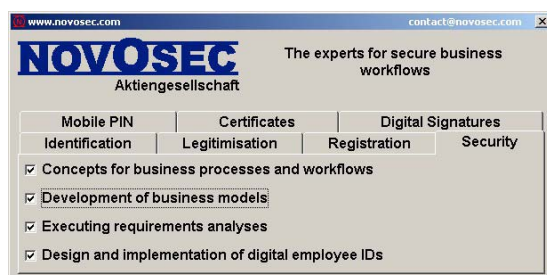 www.novosec.com contact@novosec.com
NOVOSEC
Aktiengesellschaft
The experts for secure business
workflows
Mobile PIN Certificates Digital Signatures
Identification Legitimisation Registration Security
Concepts for business processes and workflows
Development of business models
Executing requirements analyses
Design and implementation of digital employee IDs